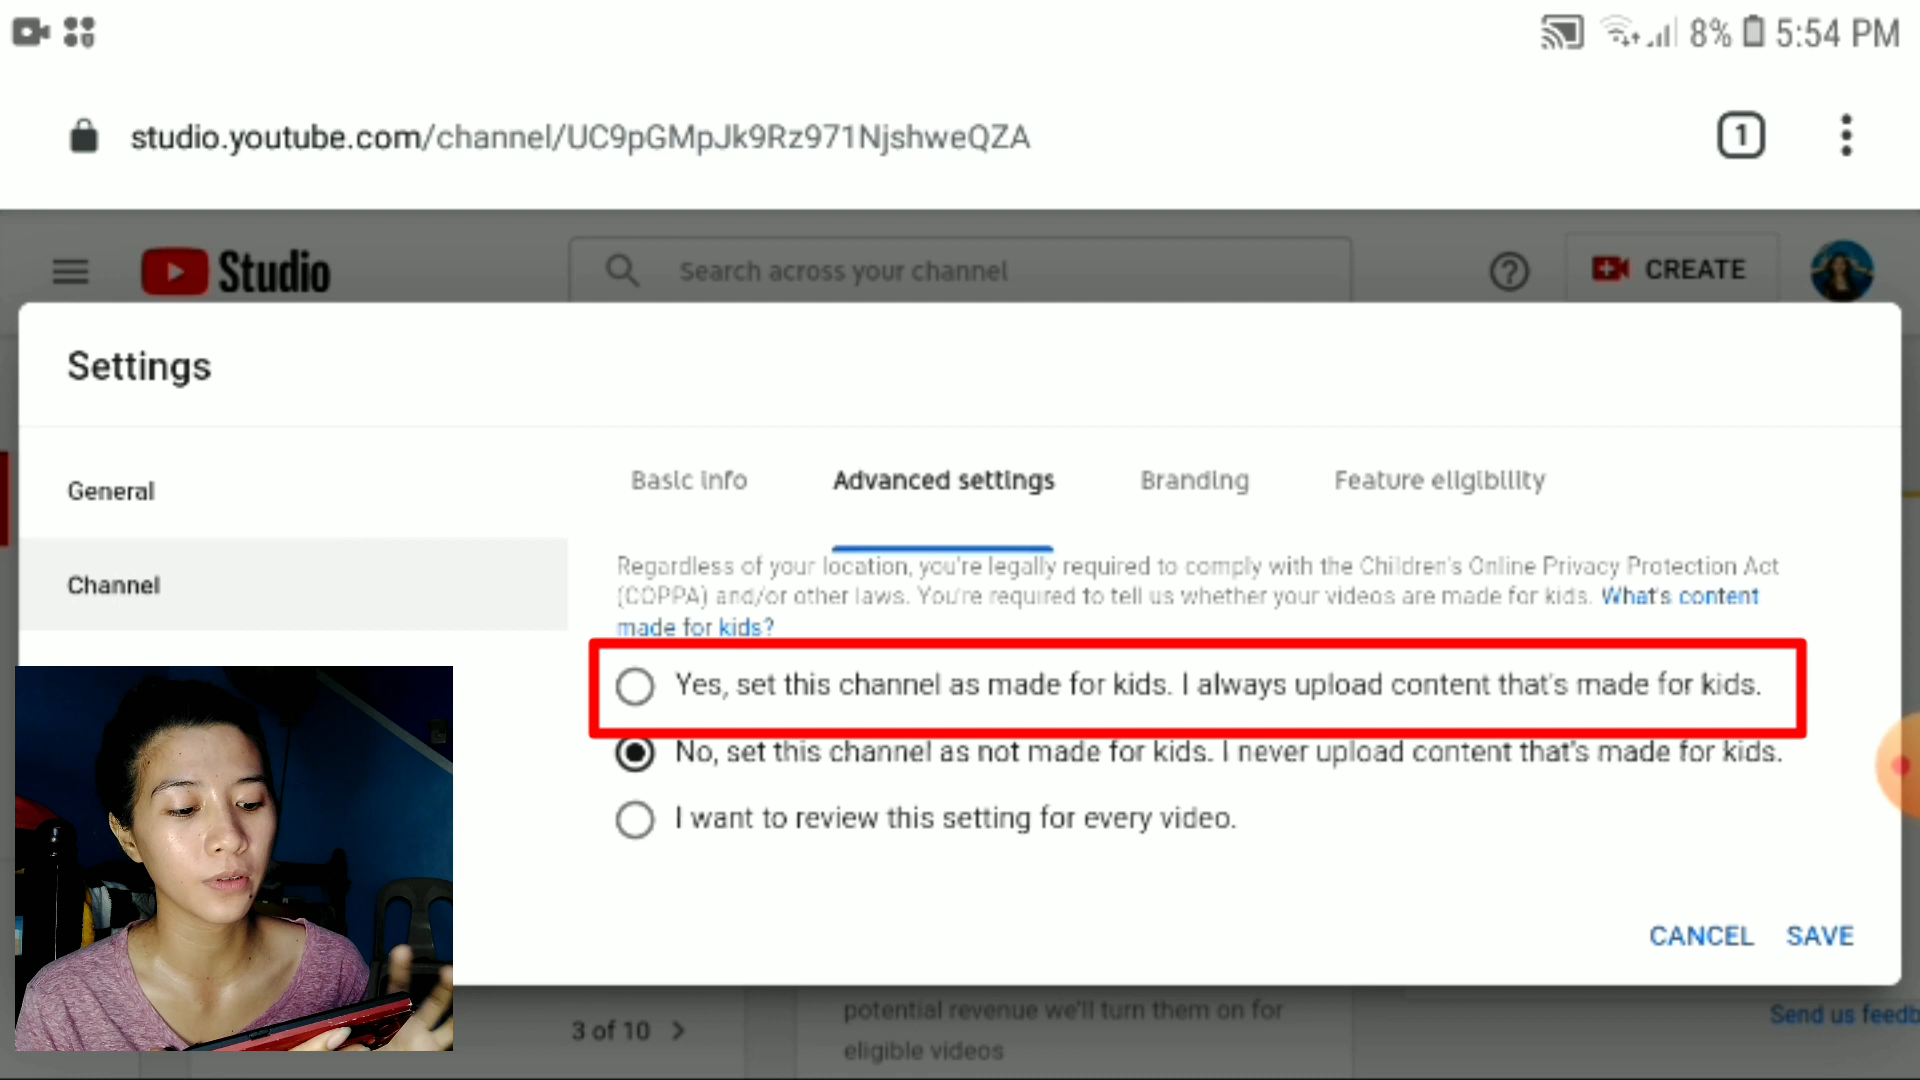 8% 5:54 PM
studio.youtube.com/channel/UC9pGMpJk9Rz971NjshweQZA
1
Studio
Search across your channel
CREATE
Settings
General
Channel
Basic info
Advanced settings
Branding
Feature eligibility
Regardless of your location, you're legally required to comply with the Children's Online Privacy Protection Act
(COPPA) and/or other laws. You're required to tell us whether your videos are made for kids. What's content
made for kids?
Yes, set this channel as made for kids. I always upload content that's made for kids.
No, set this channel as not made for kids. I never upload content that's made for kids.
I want to review this setting for every video.
CANCEL SAVE
3 of 10
potential revenue we'll turn them on for
eligible videos
Send us feedb